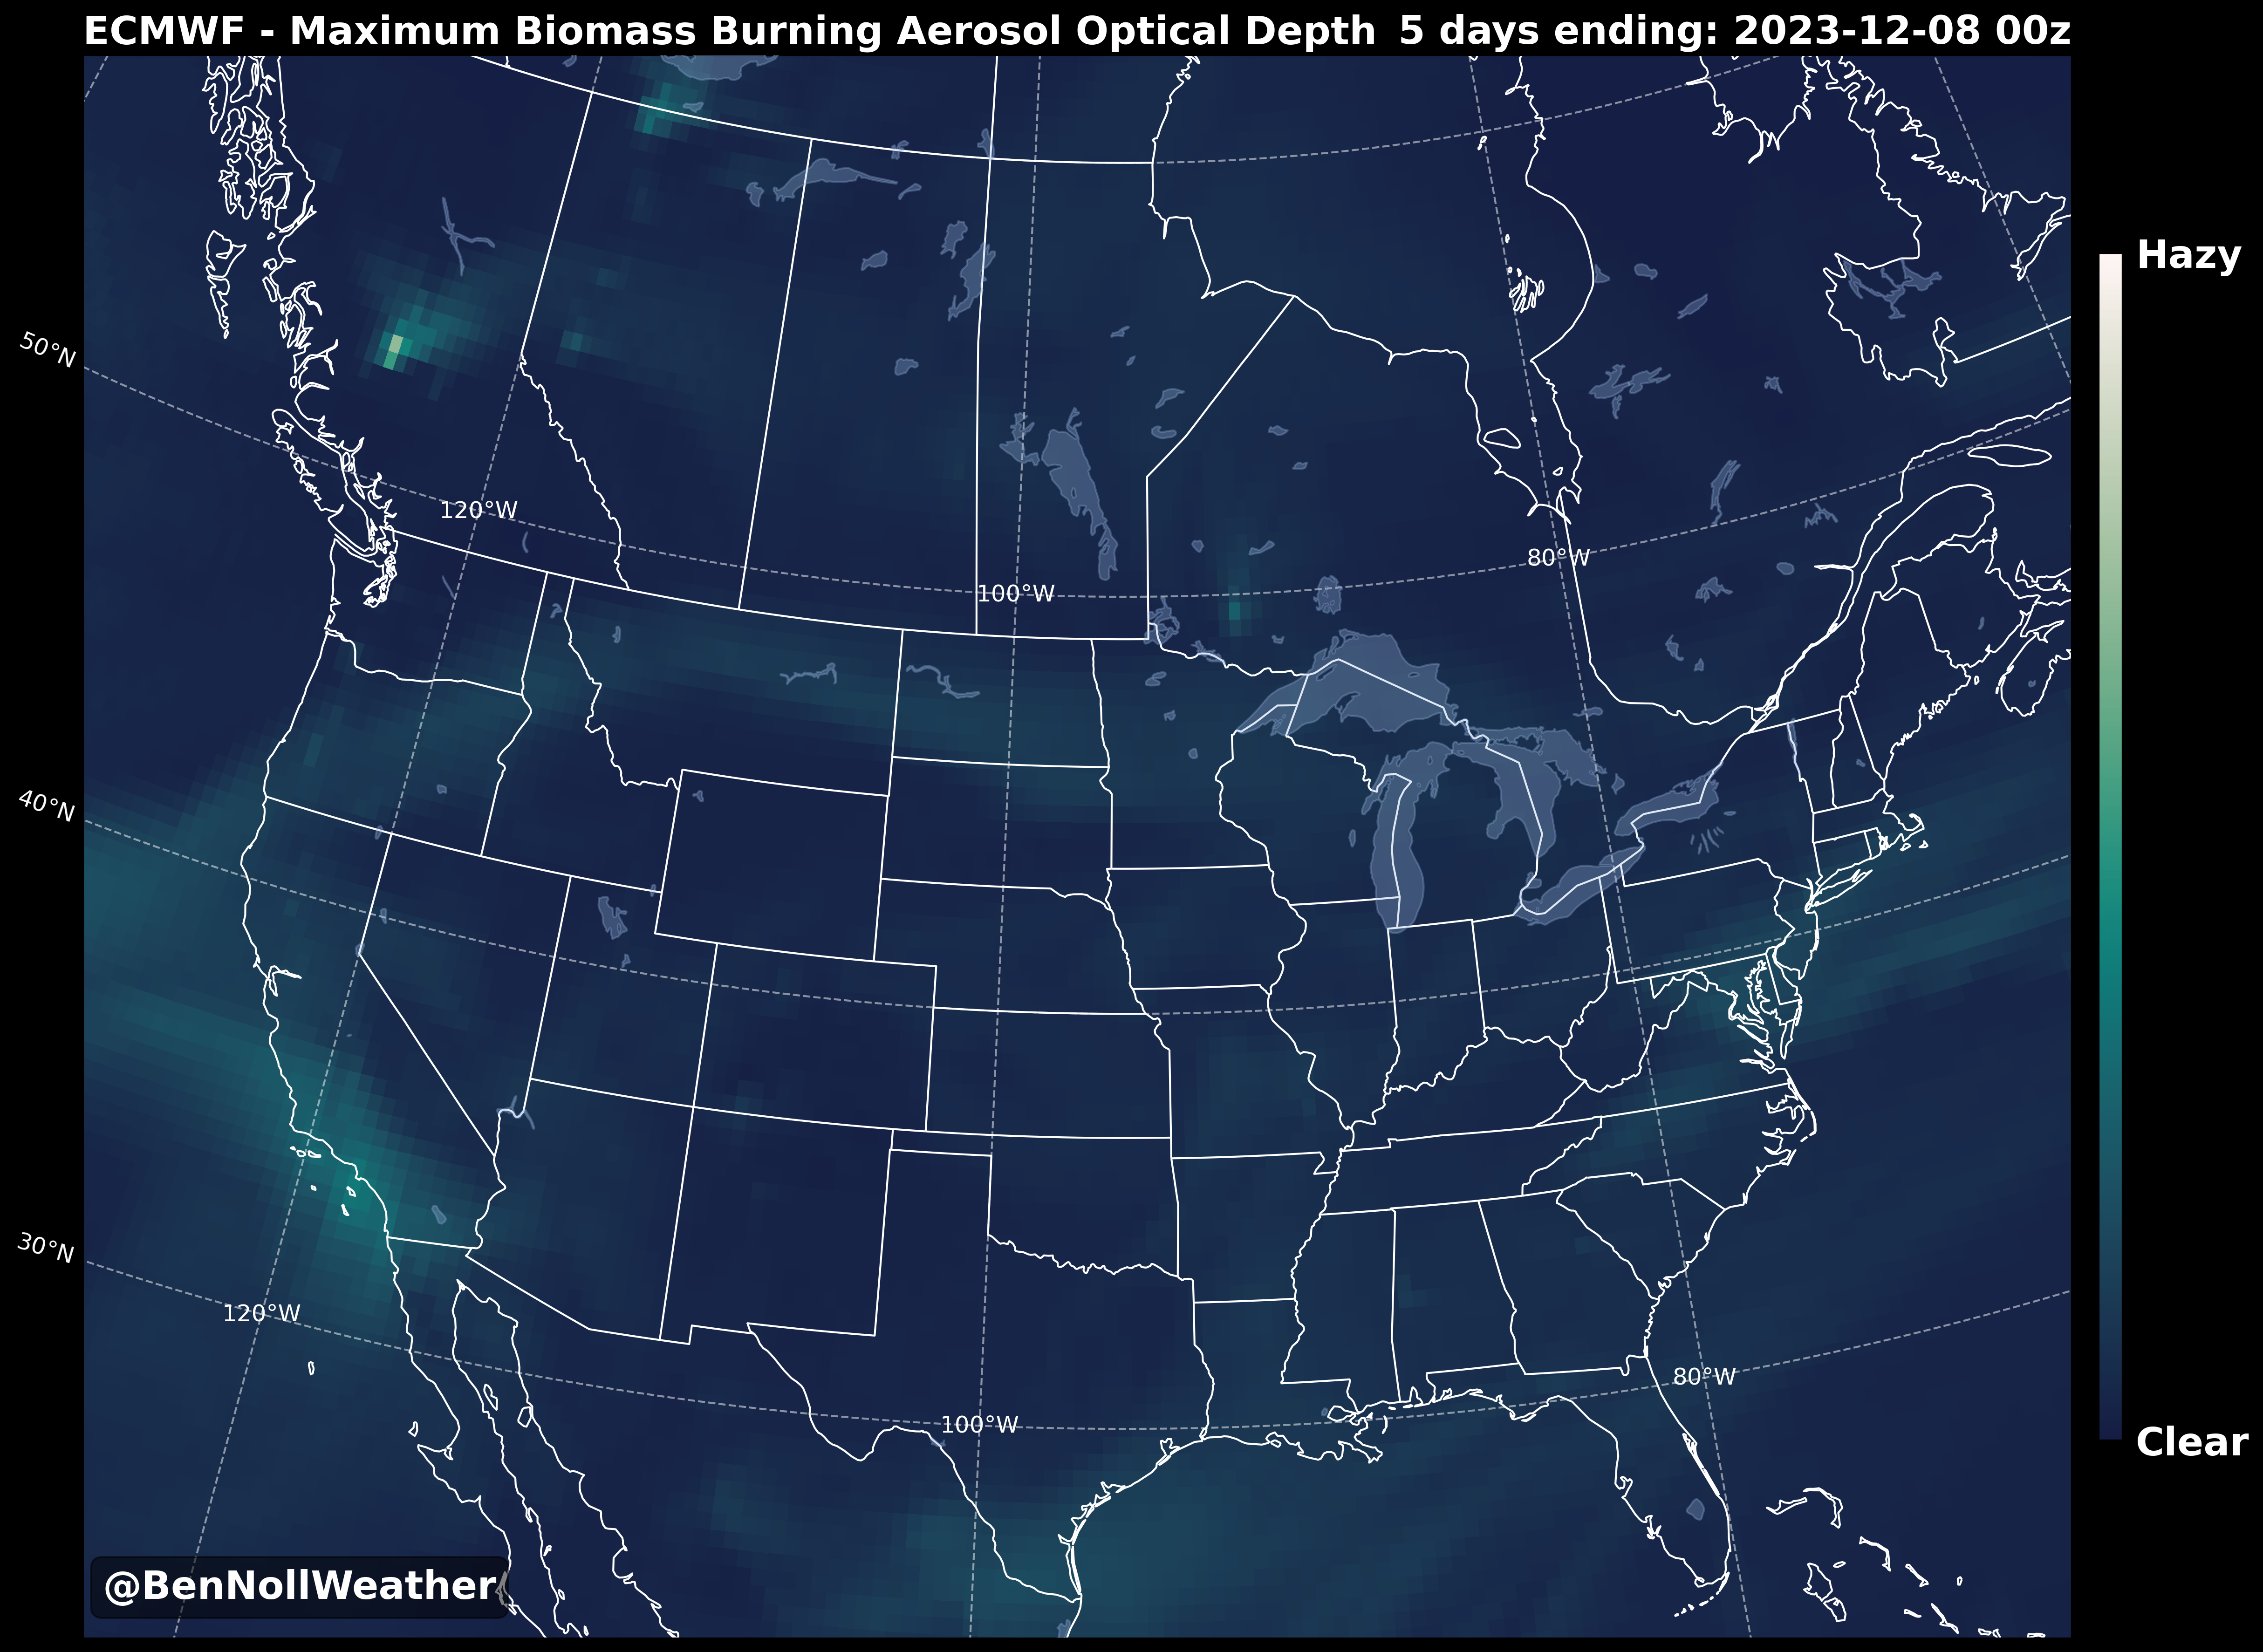 ECMWF - Maximum Biomass Burning Aerosol Optical Depth 5 days ending: 2023-12-08 00z
Hazy
50°N
120°W
80°W
100°W
40°N
30°N
120°W
80°W
100°W
Clear
@BenNollWeather